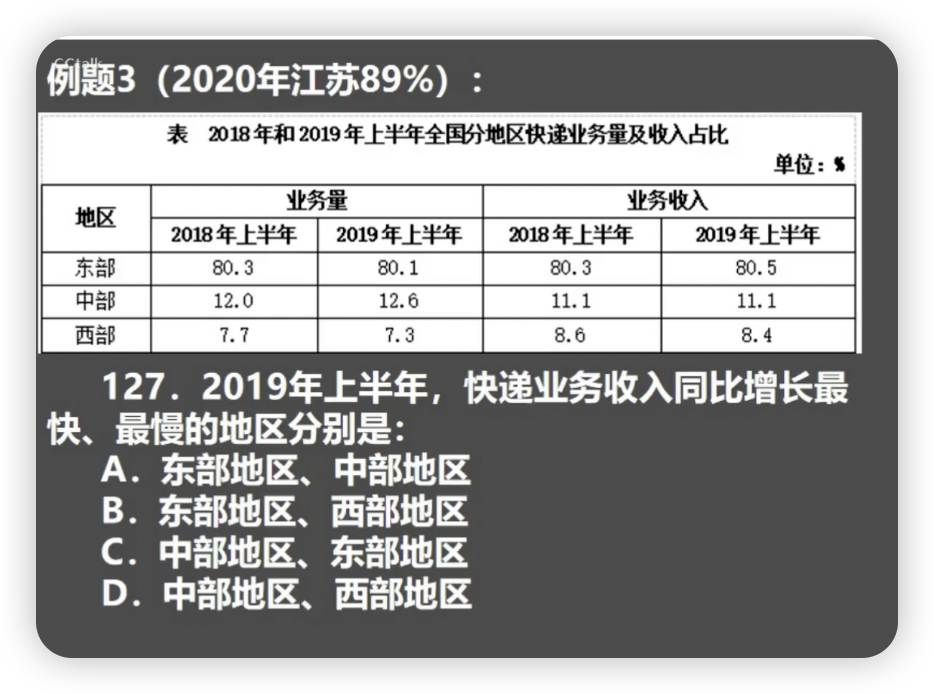 CCtalk
例题3（2020年江苏89%）：
表 2018年和2019年上半年全国分地区快递业务量及收入占比
单位：%
地区 业务量 业务收入
2018年上半年 2019年上半年 2018年上半年 2019年上半年
东部 80.3 80.1 80.3 80.5
中部 12.0 12.6 11.1 11.1
西部 7.7 7.3 8.6 8.4
127．2019年上半年，快递业务收入同比增长最
快、最慢的地区分别是：
A．东部地区、中部地区
B．东部地区、西部地区
C．中部地区、东部地区
D．中部地区、西部地区